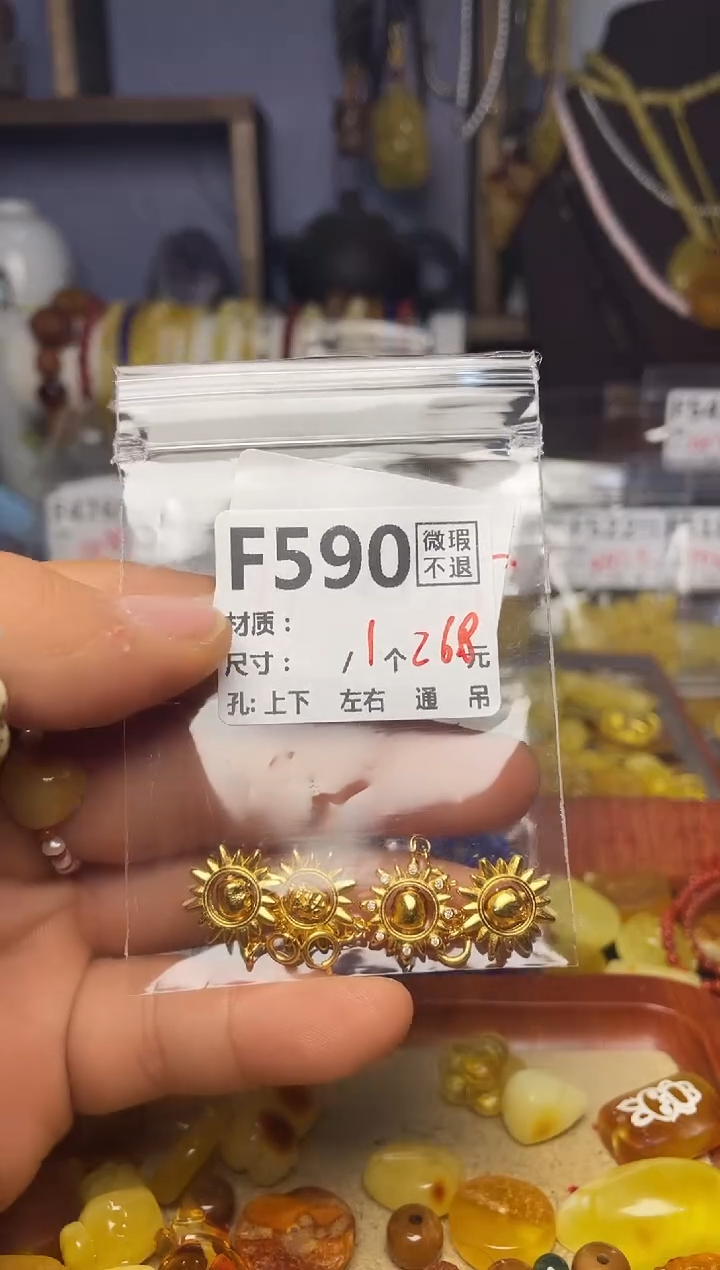 F590 微瑕
不退
材质：
尺寸： / 1个 268元
孔: 上下 左右 通 吊